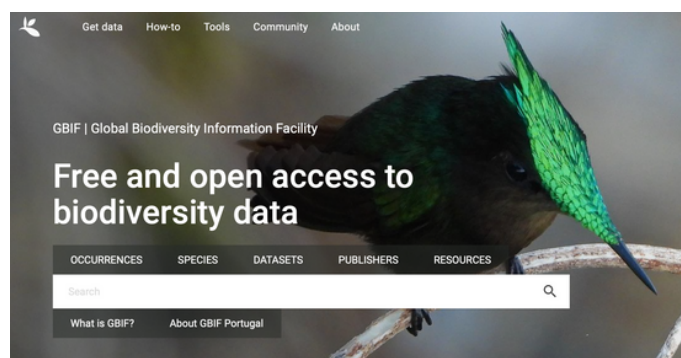 Get data How-to Tools Community About
GBIF | Global Biodiversity Information Facility
Free and open access to
biodiversity data
OCCURRENCES SPECIES DATASETS PUBLISHERS RESOURCES
Search
What is GBIF? About GBIF Portugal